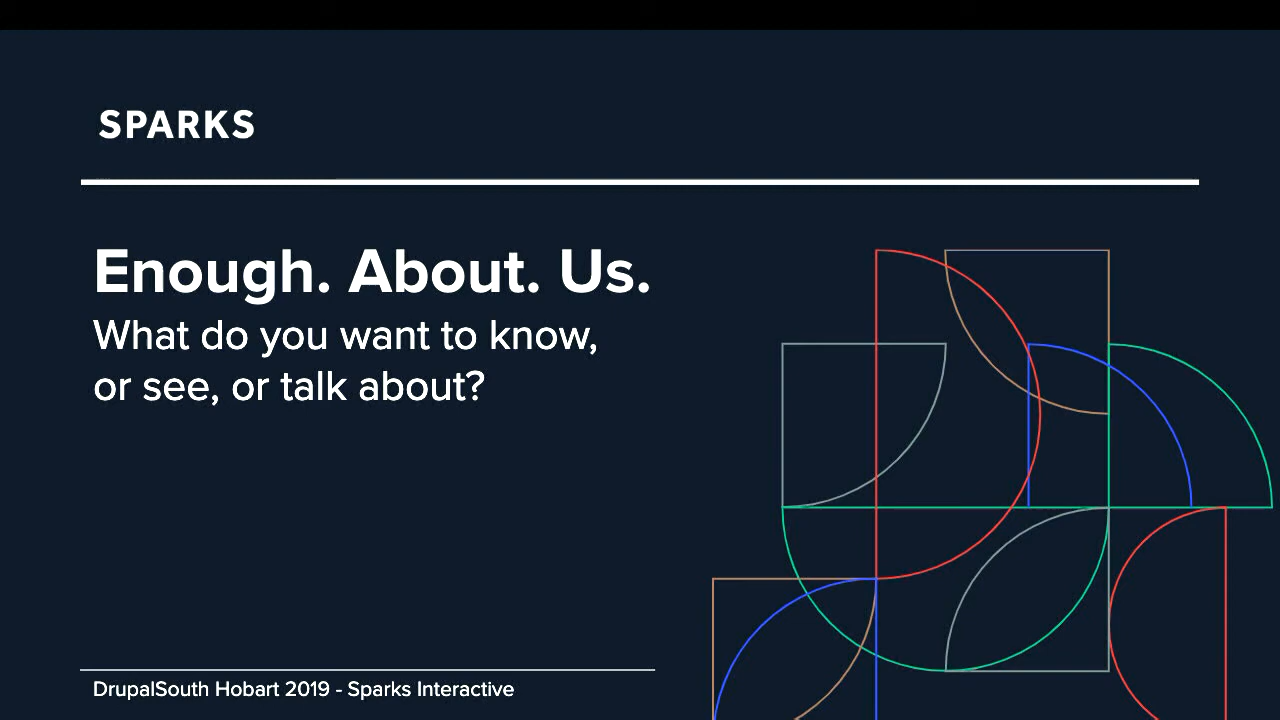 SPARKS
Enough. About. Us.
What do you want to know,
or see, or talk about?
DrupalSouth Hobart 2019 - Sparks Interactive